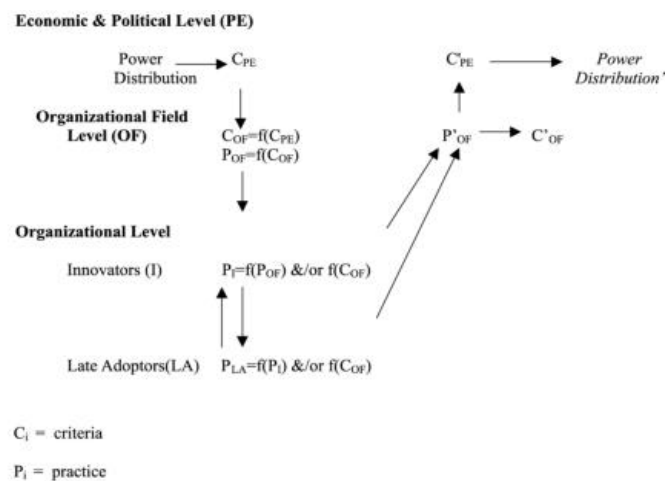 Economic & Political Level (PE)
Power Distribution
C_PE
C'_PE
Power Distribution'
Organizational Field Level (OF)
C_OF=f(C_PE)
P_OF=f(C_OF)
P'_OF
C'_OF
Organizational Level
Innovators (I)
P_I=f(P_OF) &/or f(C_OF)
Late Adoptors(LA)
P_LA=f(P_I) &/or f(C_OF)
C_i = criteria
P_i = practice